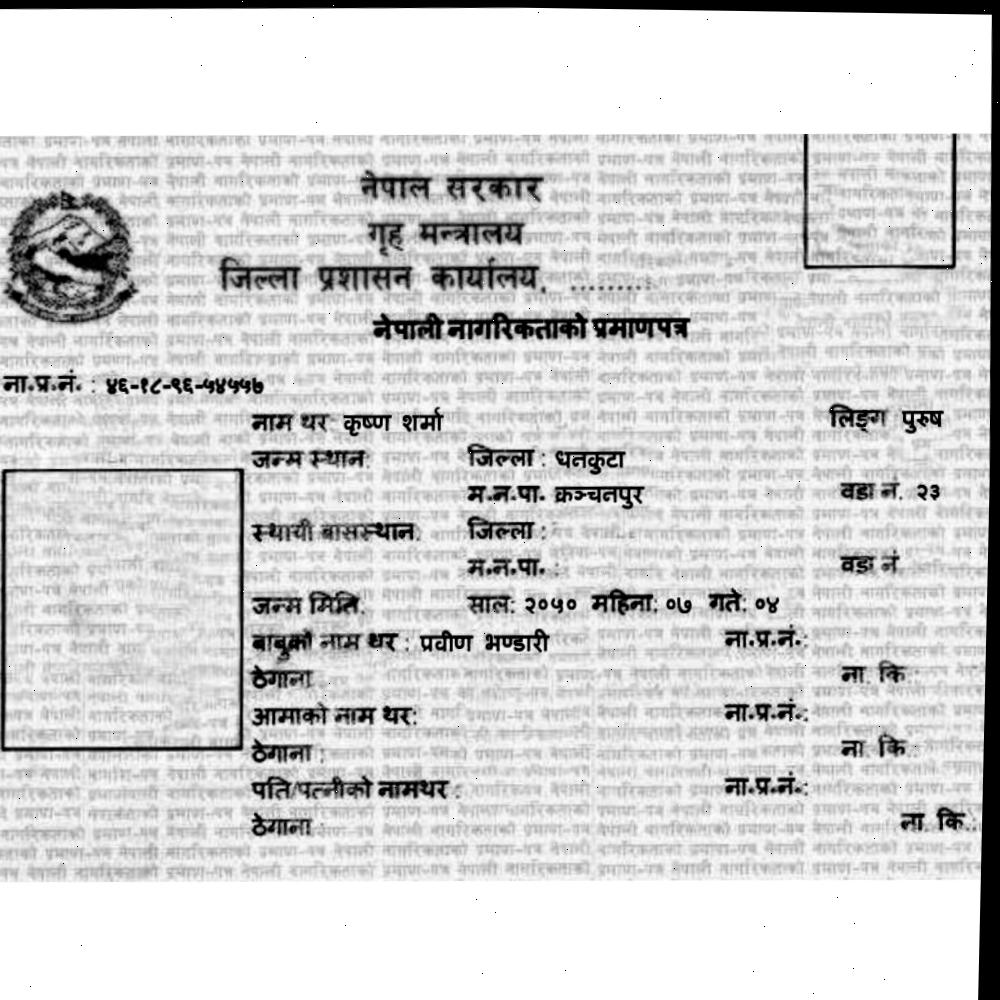 नेपाल सरकार
गृह मन्त्रालय
जिल्ला प्रशासन कार्यालय, .........
नेपाली नागरिकताको प्रमाणपत्र
ना.प्र.नं. : ४६-१८-९६-५४५५७
नाम थर: कृष्ण शर्मा लिङ्ग पुरुष
जन्म स्थान: जिल्ला : धनकुटा
म.न.पा. कञ्चनपुर वडा नं. २३
स्थायी बासस्थान: जिल्ला :
म.न.पा. : वडा नं.
जन्म मिति: साल: २०५० महिना: ०७ गते: ०४
बाबुको नाम थर : प्रवीण भण्डारी ना.प्र.नं.:
ठेगाना : ना. कि.:
आमाको नाम थर: ना.प्र.नं.:
ठेगाना : ना. कि.:
पति/पत्नीको नामथर : ना.प्र.नं.:
ठेगाना : ना. कि.: